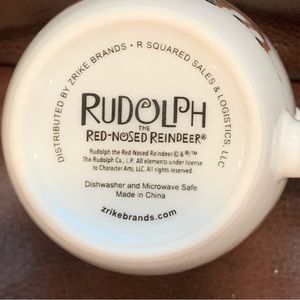 DISTRIBUTED BY ZRIKE BRANDS • R SQUARED SALES & LOGISTICS, LLC
RUDOLPH
THE
RED-NOSED REINDEER®
Rudolph the Red Nosed Reindeer © & ®/™
The Rudolph Co., L.P. All elements under license
to Character Arts, LLC. All rights reserved.
Dishwasher and Microwave Safe
Made in China
zrikebrands.com